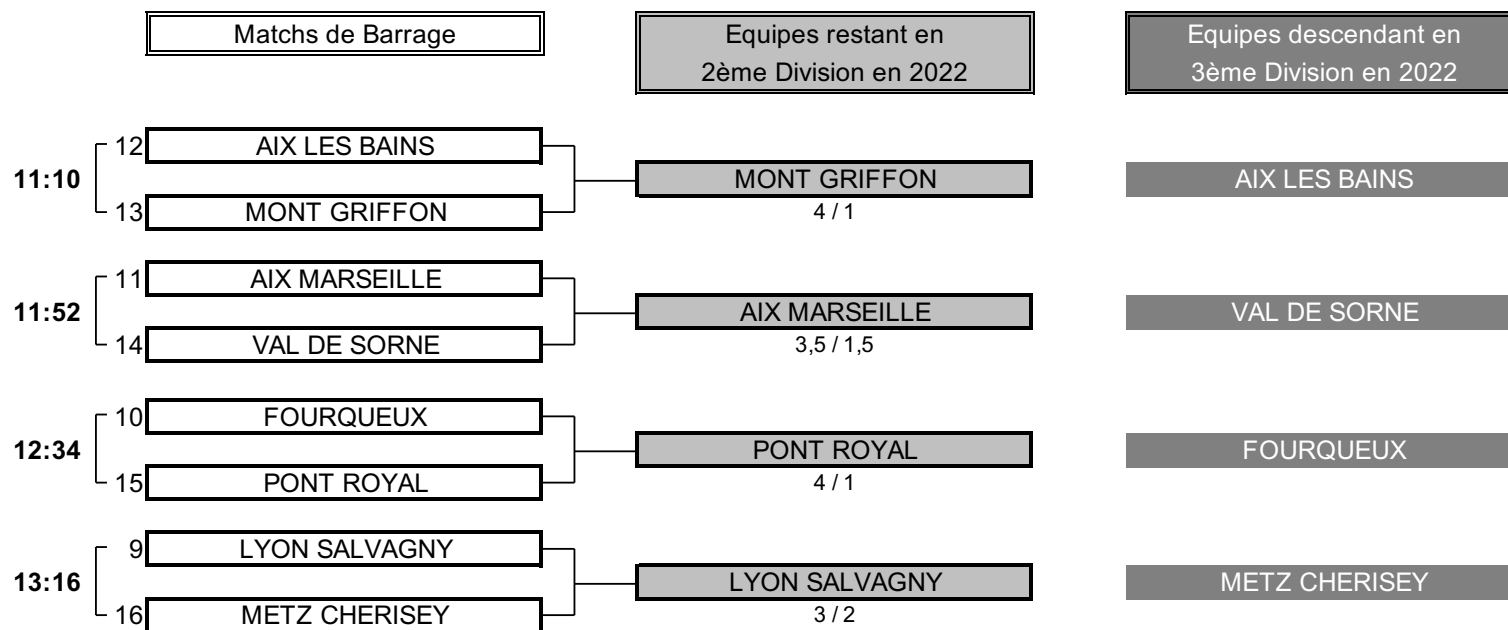 Matchs de Barrage
Equipes restant en
2ème Division en 2022
Equipes descendant en
3ème Division en 2022
11:10
12 AIX LES BAINS
13 MONT GRIFFON
MONT GRIFFON
4 / 1
AIX LES BAINS
11:52
11 AIX MARSEILLE
14 VAL DE SORNE
AIX MARSEILLE
3,5 / 1,5
VAL DE SORNE
12:34
10 FOURQUEUX
15 PONT ROYAL
PONT ROYAL
4 / 1
FOURQUEUX
13:16
9 LYON SALVAGNY
16 METZ CHERISEY
LYON SALVAGNY
3 / 2
METZ CHERISEY